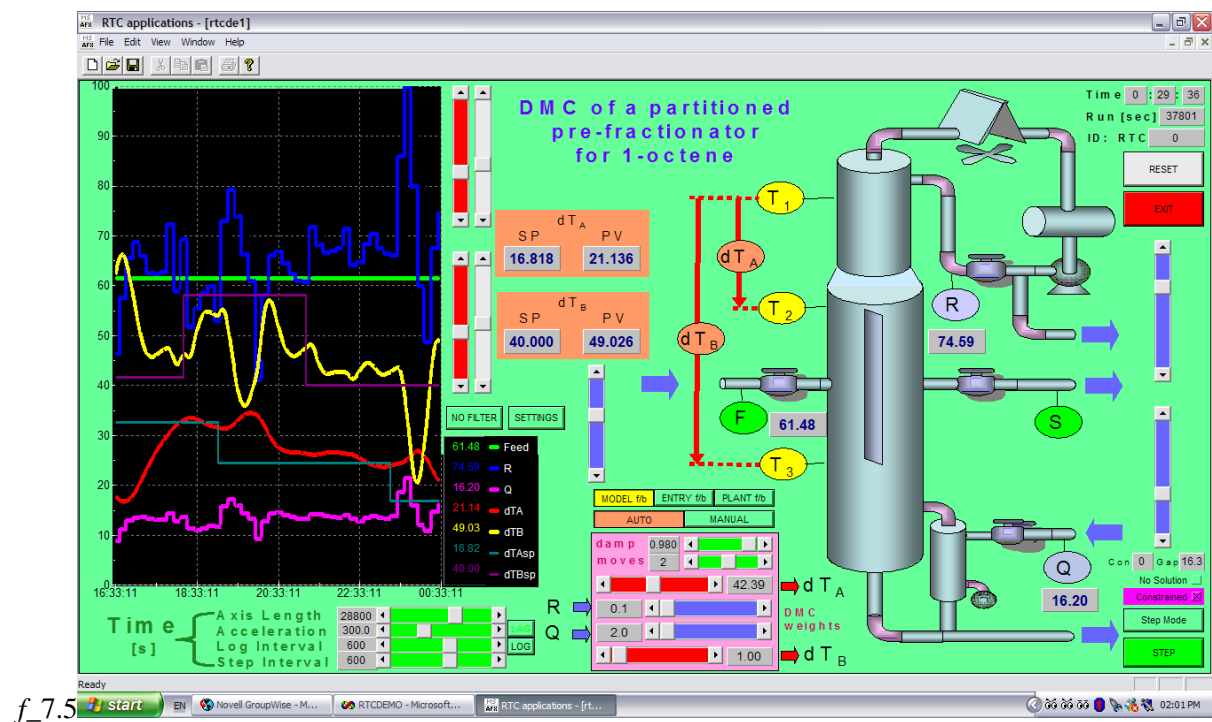 RTC applications - [rtcde1]
File Edit View Window Help
DMC of a partitioned
pre-fractionator
for 1-octene
Time 0 : 29 : 36
Run [sec] 37801
ID: RTC 0
RESET
EXIT
100
90
80
70
60
50
40
30
20
10
0
16:33:11 18:33:11 20:33:11 22:33:11 00:33:11
dTA
SP PV
16.818 21.136
dTB
SP PV
40.000 49.026
NO FILTER SETTINGS
61.48 Feed
74.59 R
16.20 Q
21.14 dTA
49.03 dTB
16.82 dTAsp
40.00 dTBsp
T1
dTA
T2
dTB
T3
R
74.59
F
61.48
S
Q
16.20
MODEL f/b ENTRY f/b PLANT f/b
AUTO MANUAL
damp 0.980
moves 2
42.39 dTA
R 0.1
Q 2.0
DMC
weights
1.00 dTB
Con 0 Gap 16.3
No Solution
Constrained
Step Mode
STEP
Time
[s]
Axis Length 28800
Acceleration 300.0
Log Interval 600
Step Interval 600
LAG
LOG
Ready
f_7.5
start EN Novell GroupWise - M... RTCDEMO - Microsoft... RTC applications - [rt... 02:01 PM